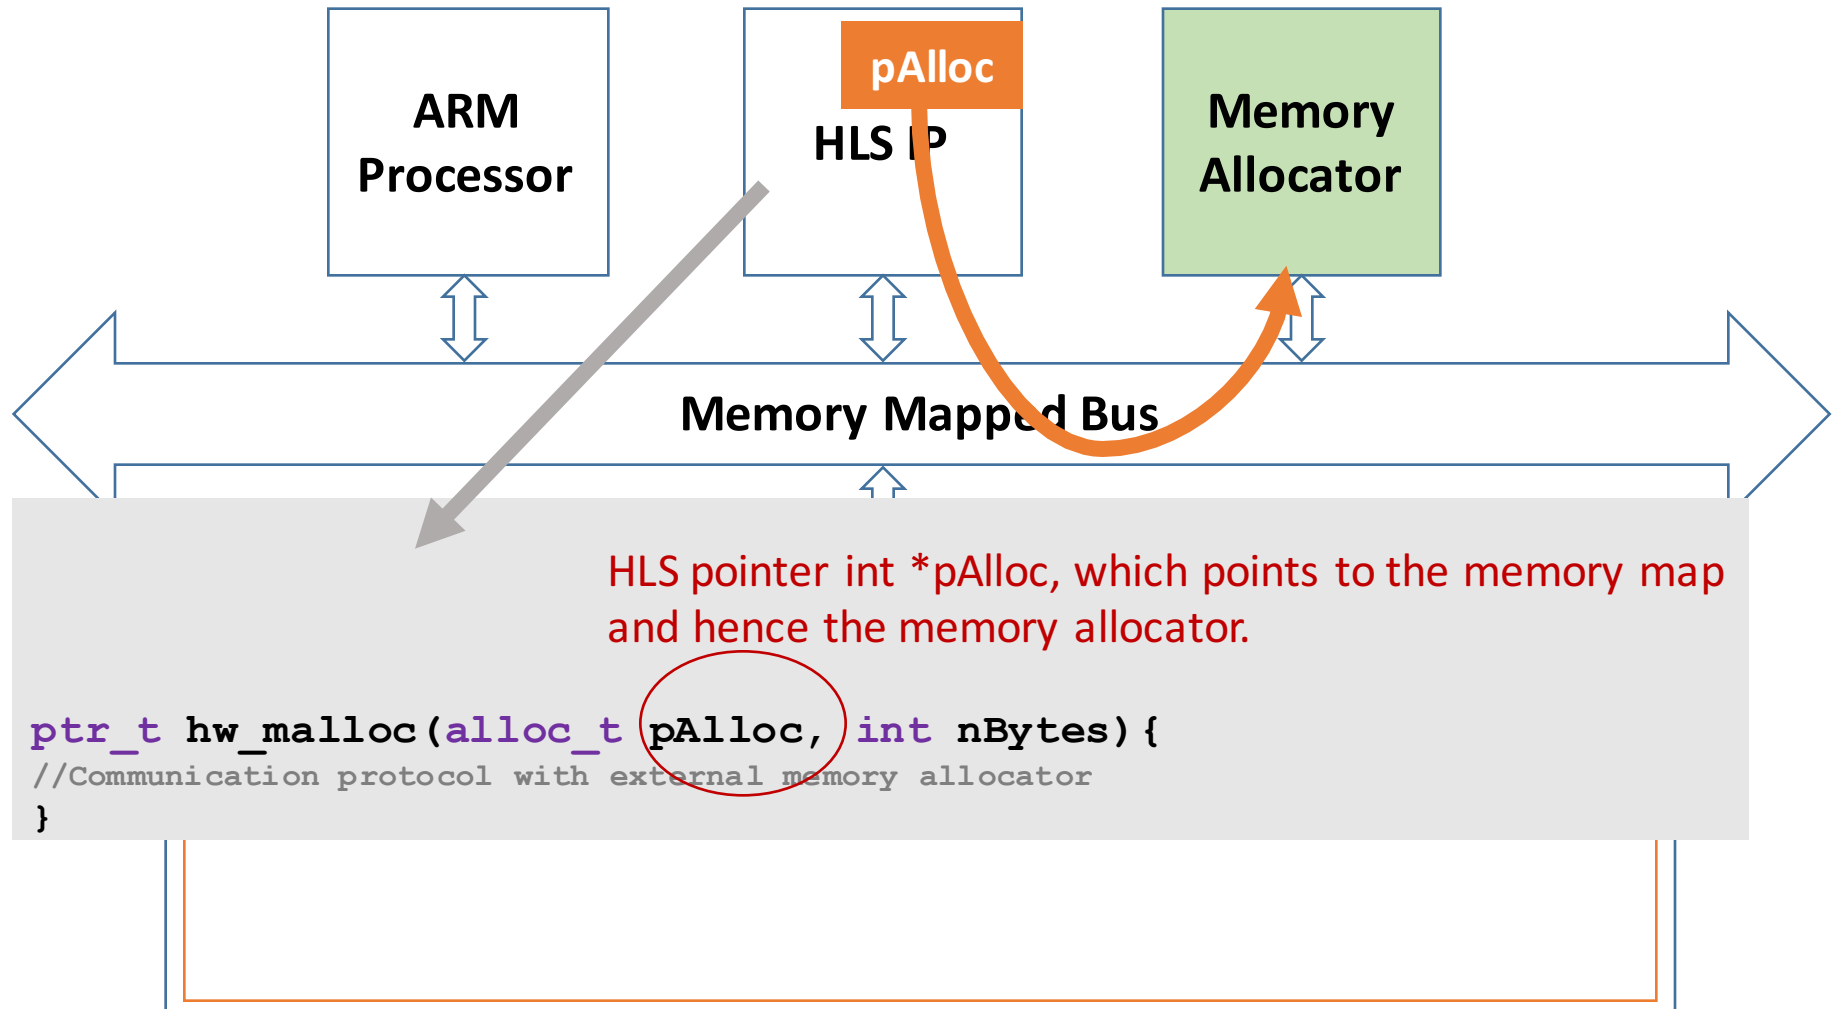 pAlloc
ARM
Processor
HLS IP
Memory
Allocator
Memory Mapped Bus
HLS pointer int *pAlloc, which points to the memory map
and hence the memory allocator.
ptr_t hw_malloc(alloc_t pAlloc, int nBytes){
//Communication protocol with external memory allocator
}